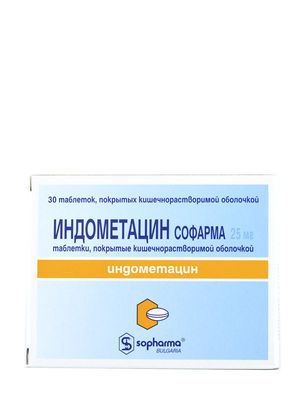 30 таблеток, покрытых кишечнорастворимой оболочкой
ИНДОМЕТАЦИН СОФАРМА 25 мг
таблетки, покрытые кишечнорастворимой оболочкой
индометацин
sopharma®
BULGARIA